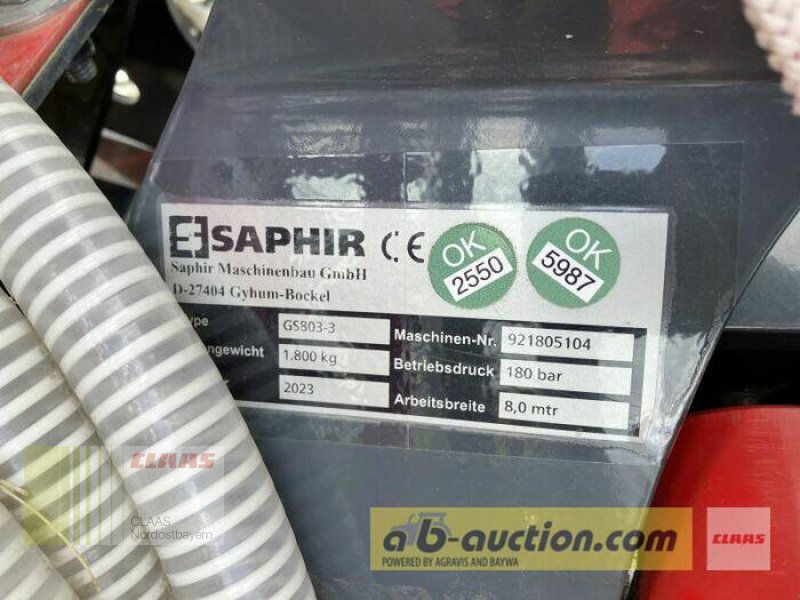 SAPHIR CE
OK
2550
OK
5987
Saphir Maschinenbau GmbH
D-27404 Gyhum-Bockel
GS803-3
Maschinen-Nr. 921805104
1.800 kg
Betriebsdruck 180 bar
2023
Arbeitsbreite 8,0 mtr
CLAAS
CLAAS
Nordostbayern
ab-auction.com
POWERED BY AGRAVIS AND BAYWA
CLAAS